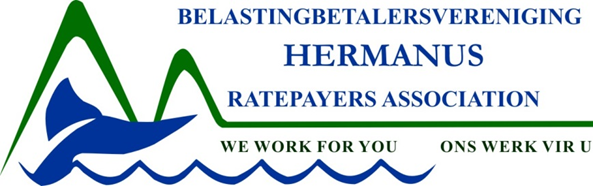 BELASTINGBETALERSVERENIGING
HERMANUS
RATEPAYERS ASSOCIATION
WE WORK FOR YOU ONS WERK VIR U